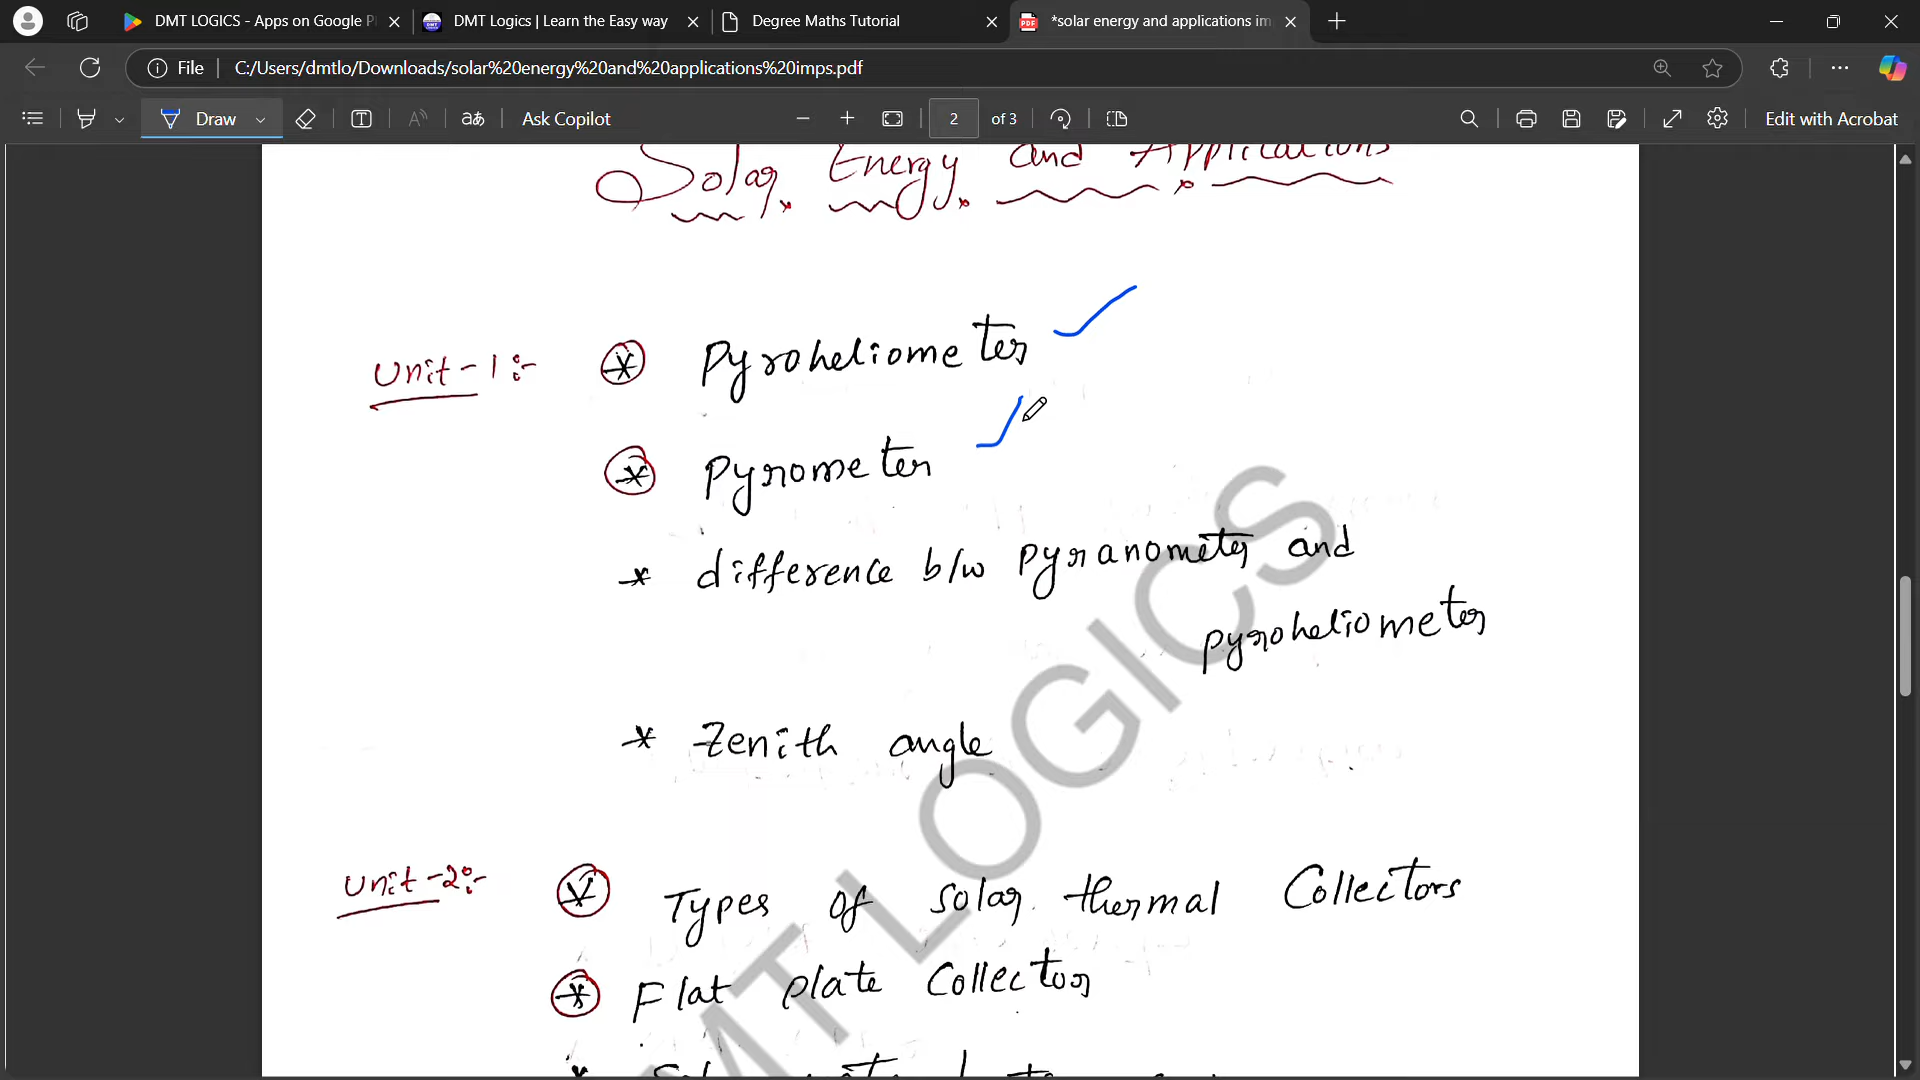 DMT LOGICS - Apps on Google P
DMT Logics | Learn the Easy way
Degree Maths Tutorial
*solar energy and applications im
File
C:/Users/dmtlo/Downloads/solar%20energy%20and%20applications%20imps.pdf
Draw
aあ
Ask Copilot
2
of 3
Edit with Acrobat
Solar Energy and Applications
Unit-1:- * Pyroheliometer
* Pyrometer
* difference b/w pyranometer and
pyroheliometer
* Zenith angle
Unit-2:- * Types of solar thermal Collectors
* Flat plate Collector
DMT LOGICS